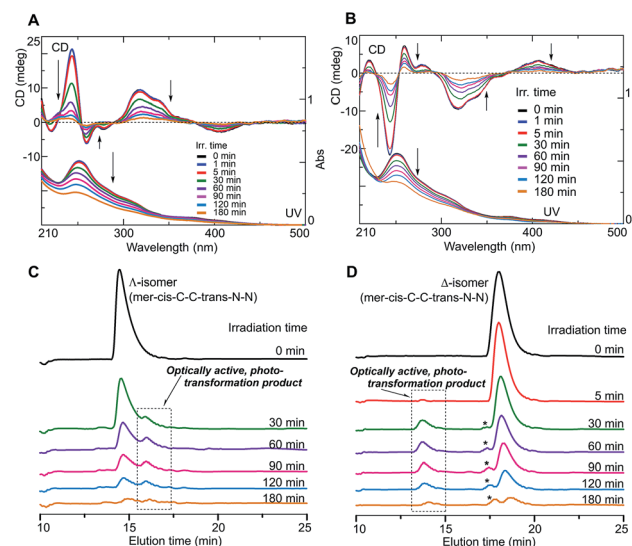 A
CD
CD (mdeg)
25
10
0
-10
1
0
Irr. time
0 min
1 min
5 min
30 min
60 min
90 min
120 min
180 min
UV
210
300
400
500
Wavelength (nm)
B
CD
CD (mdeg)
Abs
10
0
-10
-20
1
0
Irr. time
0 min
1 min
5 min
30 min
60 min
90 min
120 min
180 min
UV
210
300
400
500
Wavelength (nm)
C
Λ-isomer
(mer-cis-C-C-trans-N-N)
Irradiation time
0 min
Optically active, photo-
transformation product
30 min
60 min
90 min
120 min
180 min
10
15
20
25
Elution time (min)
D
Δ-isomer
(mer-cis-C-C-trans-N-N)
Irradiation time
0 min
Optically active, photo-
transformation product
5 min
30 min
*
60 min
*
90 min
*
120 min
*
180 min
*
10
15
20
25
Elution time (min)